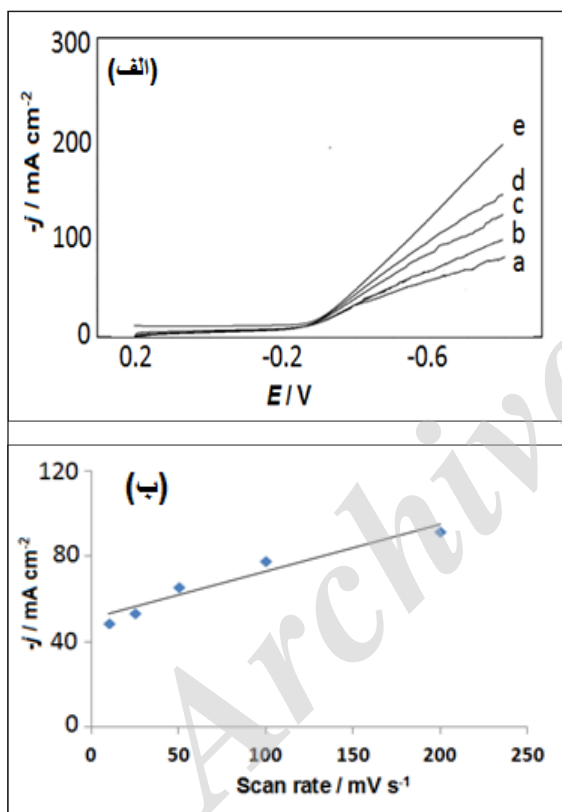 (الف)
300
200
100
0
-j / mA cm-2
e
d
c
b
a
0.2 -0.2 -0.6
E / V
(ب)
120
80
40
0
-j / mA cm-2
0 50 100 150 200 250
Scan rate / mV s-1
Archive